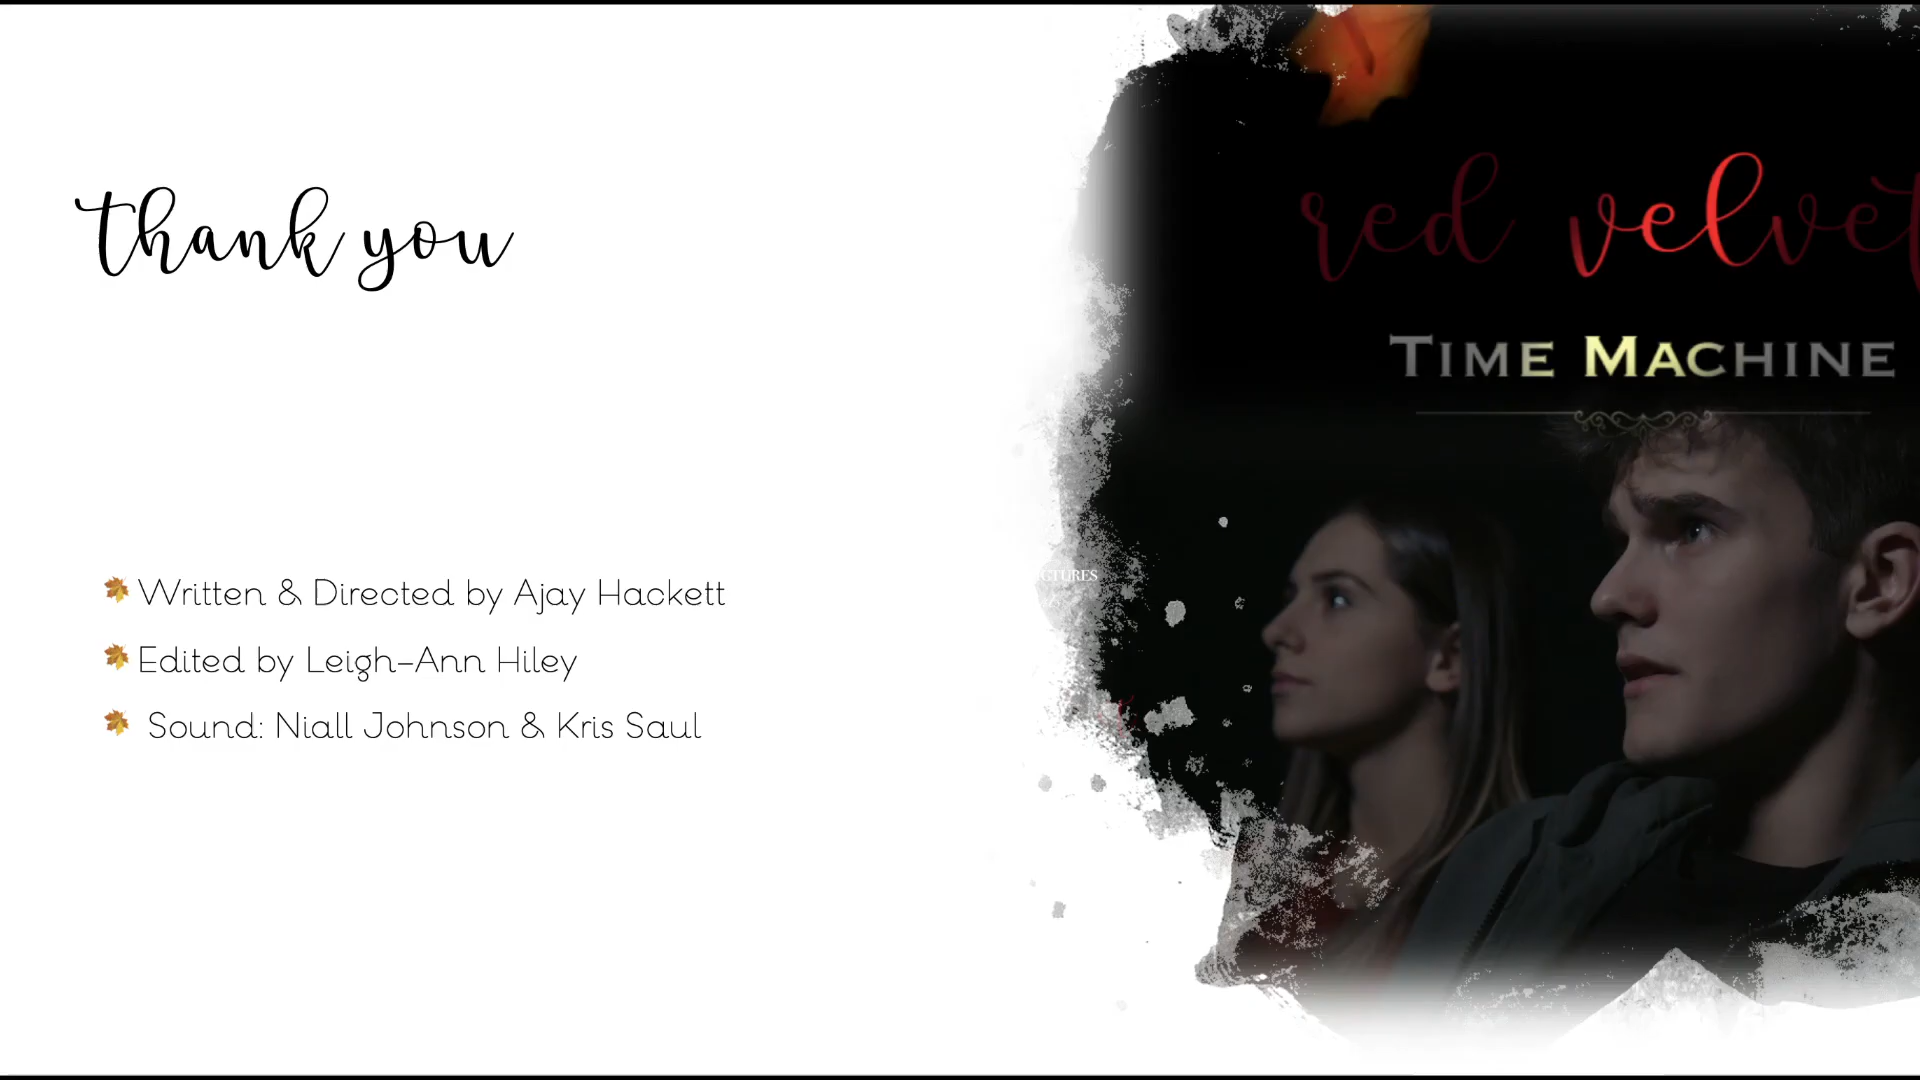 thank you
Written & Directed by Ajay Hackett
Edited by Leigh-Ann Hiley
Sound: Niall Johnson & Kris Saul
red velvet
TIME MACHINE